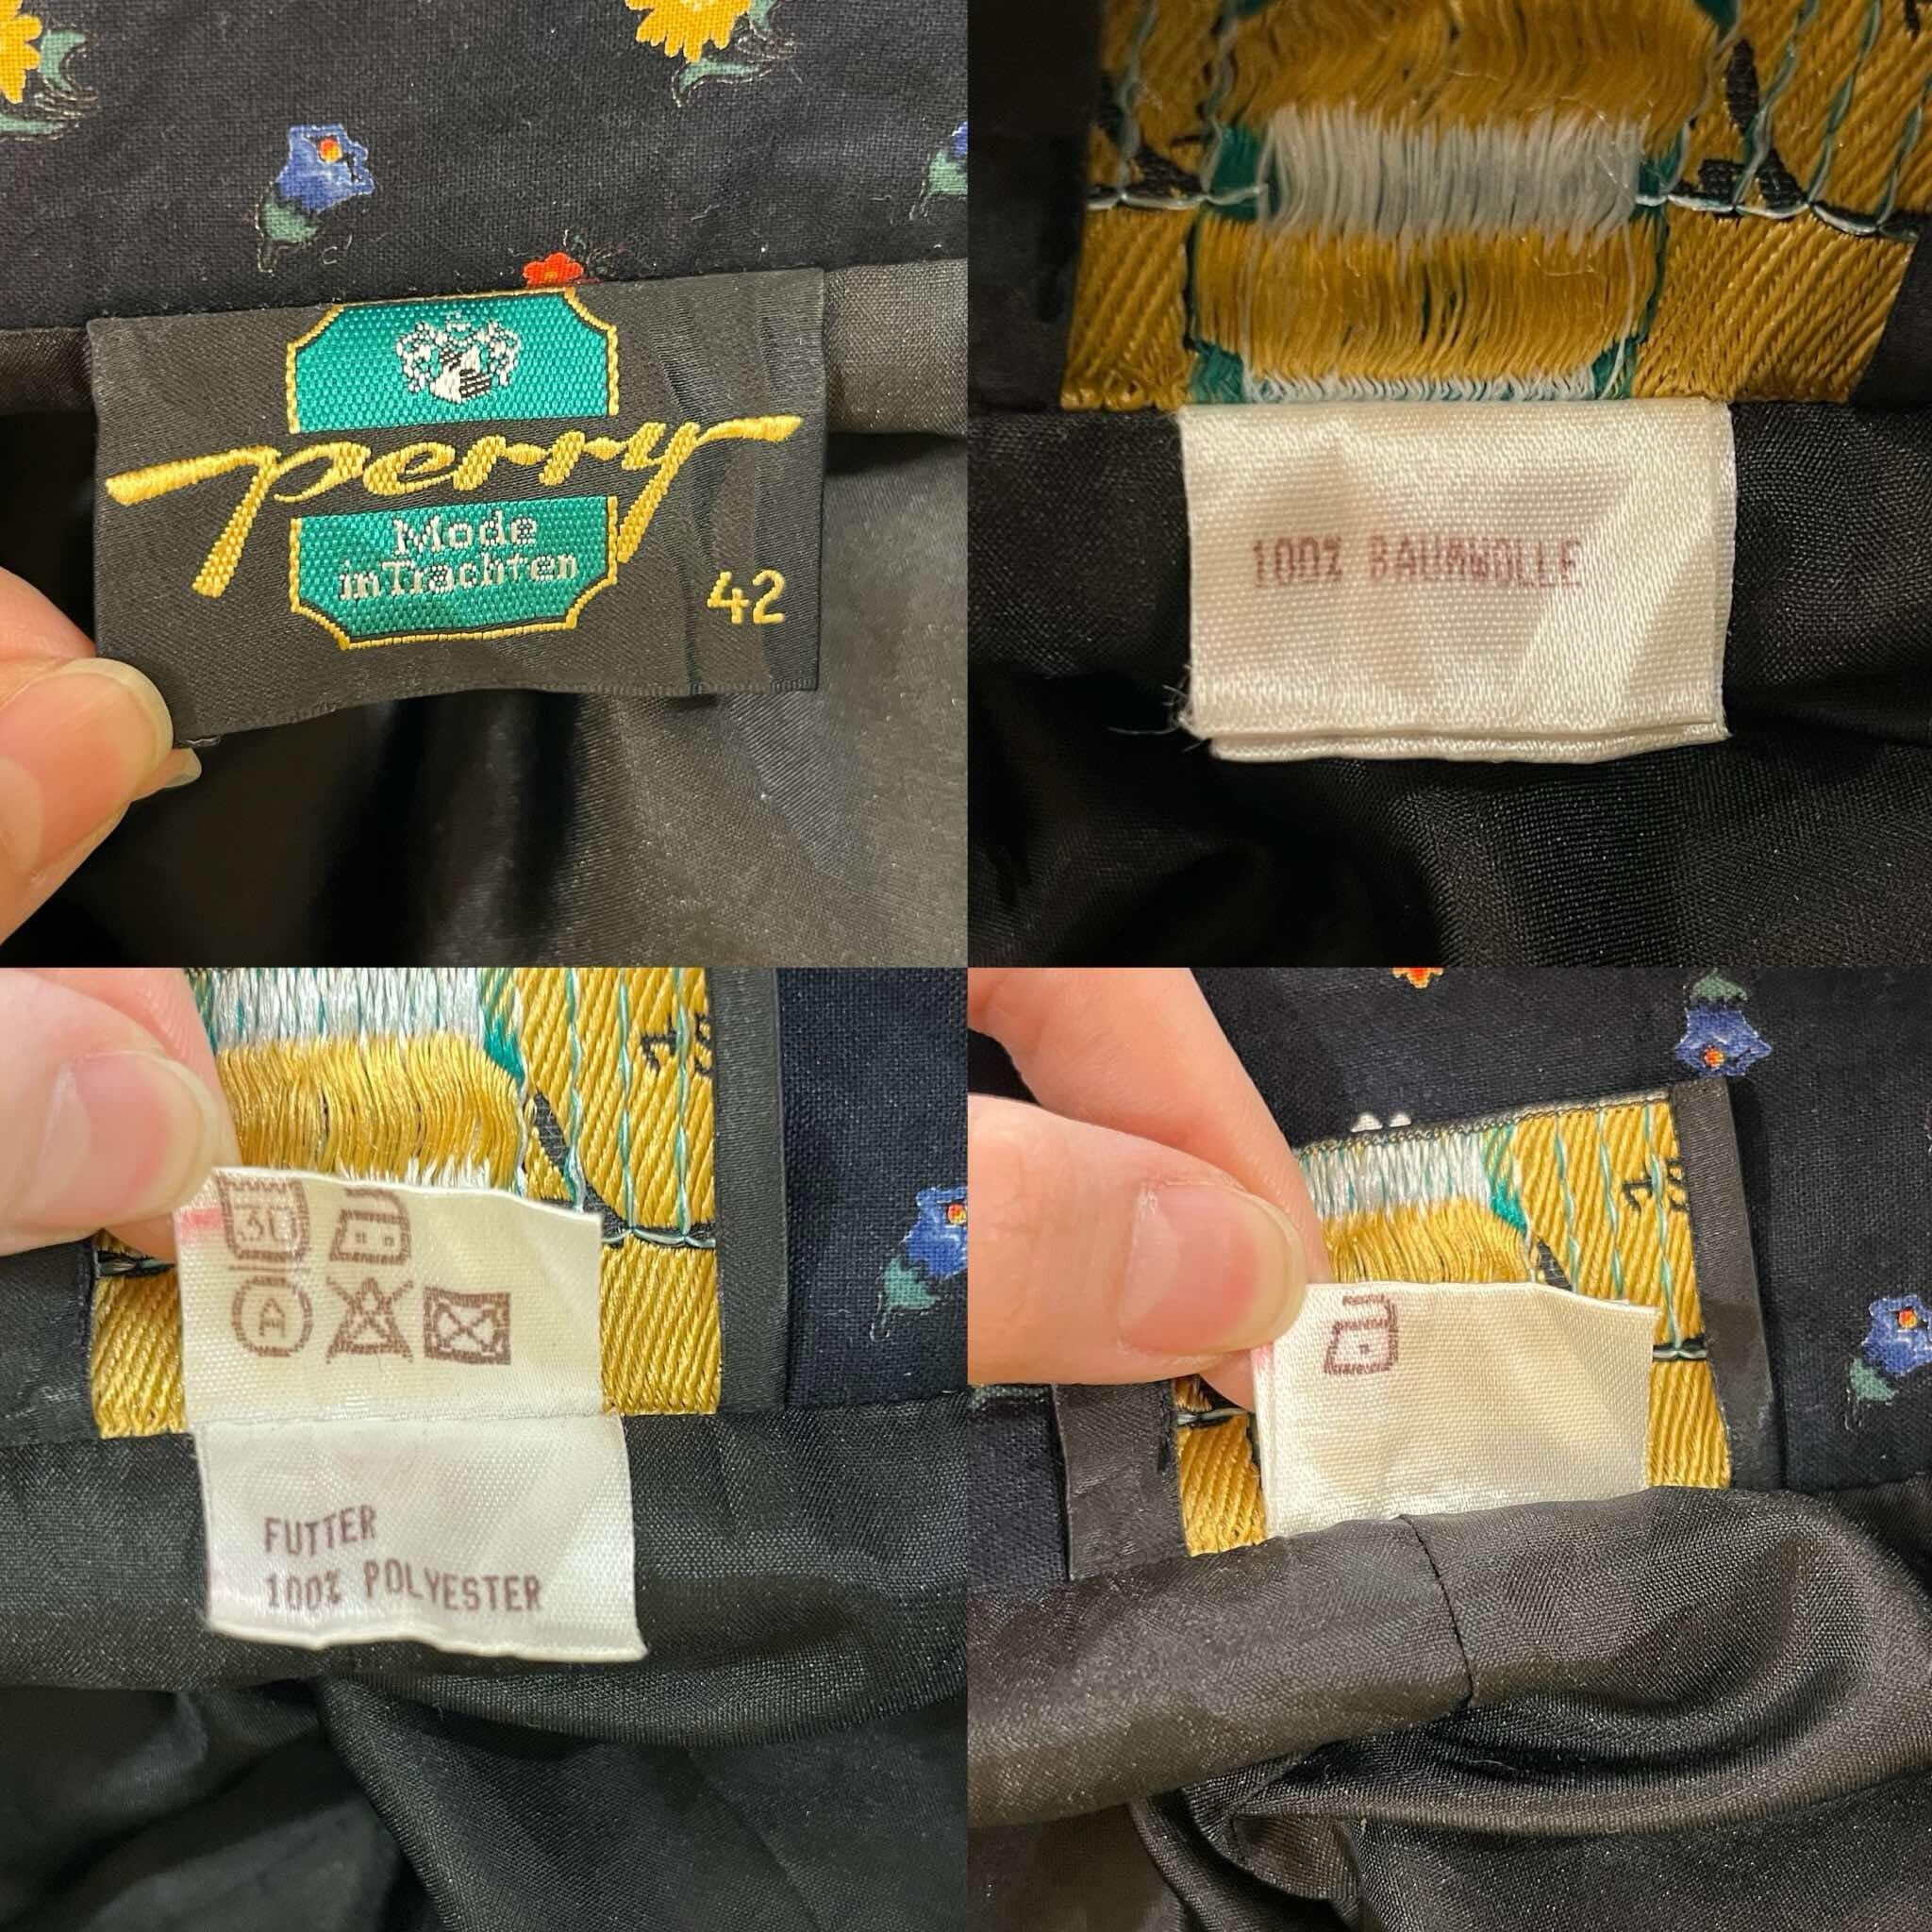 perry
Mode
in Trachten
42
100% BAUMWOLLE
30
A
FUTTER
100% POLYESTER